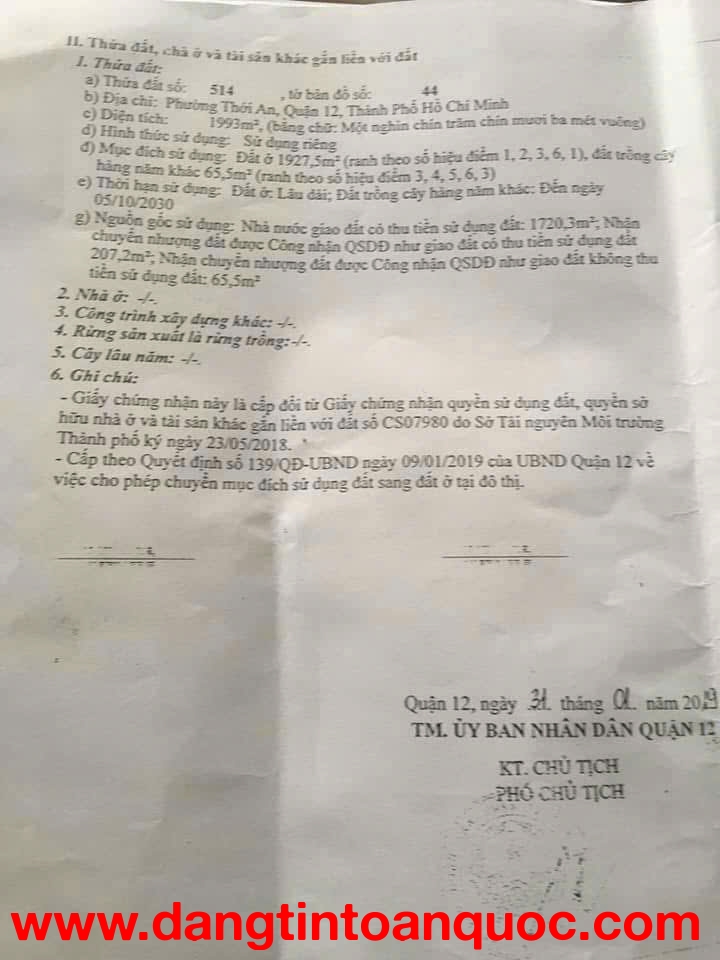 II. Thửa đất, nhà ở và tài sản khác gắn liền với đất
1. Thửa đất:
a) Thửa đất số: 514 , tờ bản đồ số: 44
b) Địa chỉ: Phường Thới An, Quận 12, Thành Phố Hồ Chí Minh
c) Diện tích: 1993m², (bằng chữ: Một nghìn chín trăm chín mươi ba mét vuông)
d) Hình thức sử dụng: Sử dụng riêng
đ) Mục đích sử dụng: Đất ở 1927,5m² (ranh theo số hiệu điểm 1, 2, 3, 6, 1), đất trồng cây
hàng năm khác 65,5m² (ranh theo số hiệu điểm 3, 4, 5, 6, 3)
e) Thời hạn sử dụng: Đất ở: Lâu dài; Đất trồng cây hàng năm khác: Đến ngày
05/10/2030
g) Nguồn gốc sử dụng: Nhà nước giao đất có thu tiền sử dụng đất: 1720,3m²; Nhận
chuyển nhượng đất được Công nhận QSDĐ như giao đất có thu tiền sử dụng đất
207,2m²; Nhận chuyển nhượng đất được Công nhận QSDĐ như giao đất không thu
tiền sử dụng đất: 65,5m²
2. Nhà ở: -/-.
3. Công trình xây dựng khác: -/-.
4. Rừng sản xuất là rừng trồng:-/-.
5. Cây lâu năm: -/-.
6. Ghi chú:
- Giấy chứng nhận này là cấp đổi từ Giấy chứng nhận quyền sử dụng đất, quyền sở
hữu nhà ở và tài sản khác gắn liền với đất số CS07980 do Sở Tài nguyên Môi trường
Thành phố ký ngày 23/05/2018.
- Cấp theo Quyết định số 139/QĐ-UBND ngày 09/01/2019 của UBND Quận 12 về
việc cho phép chuyển mục đích sử dụng đất sang đất ở tại đô thị.
Quận 12, ngày 31 tháng 01 năm 2019
TM. ỦY BAN NHÂN DÂN QUẬN 12
KT. CHỦ TỊCH
PHÓ CHỦ TỊCH
www.dangtintoanquoc.com